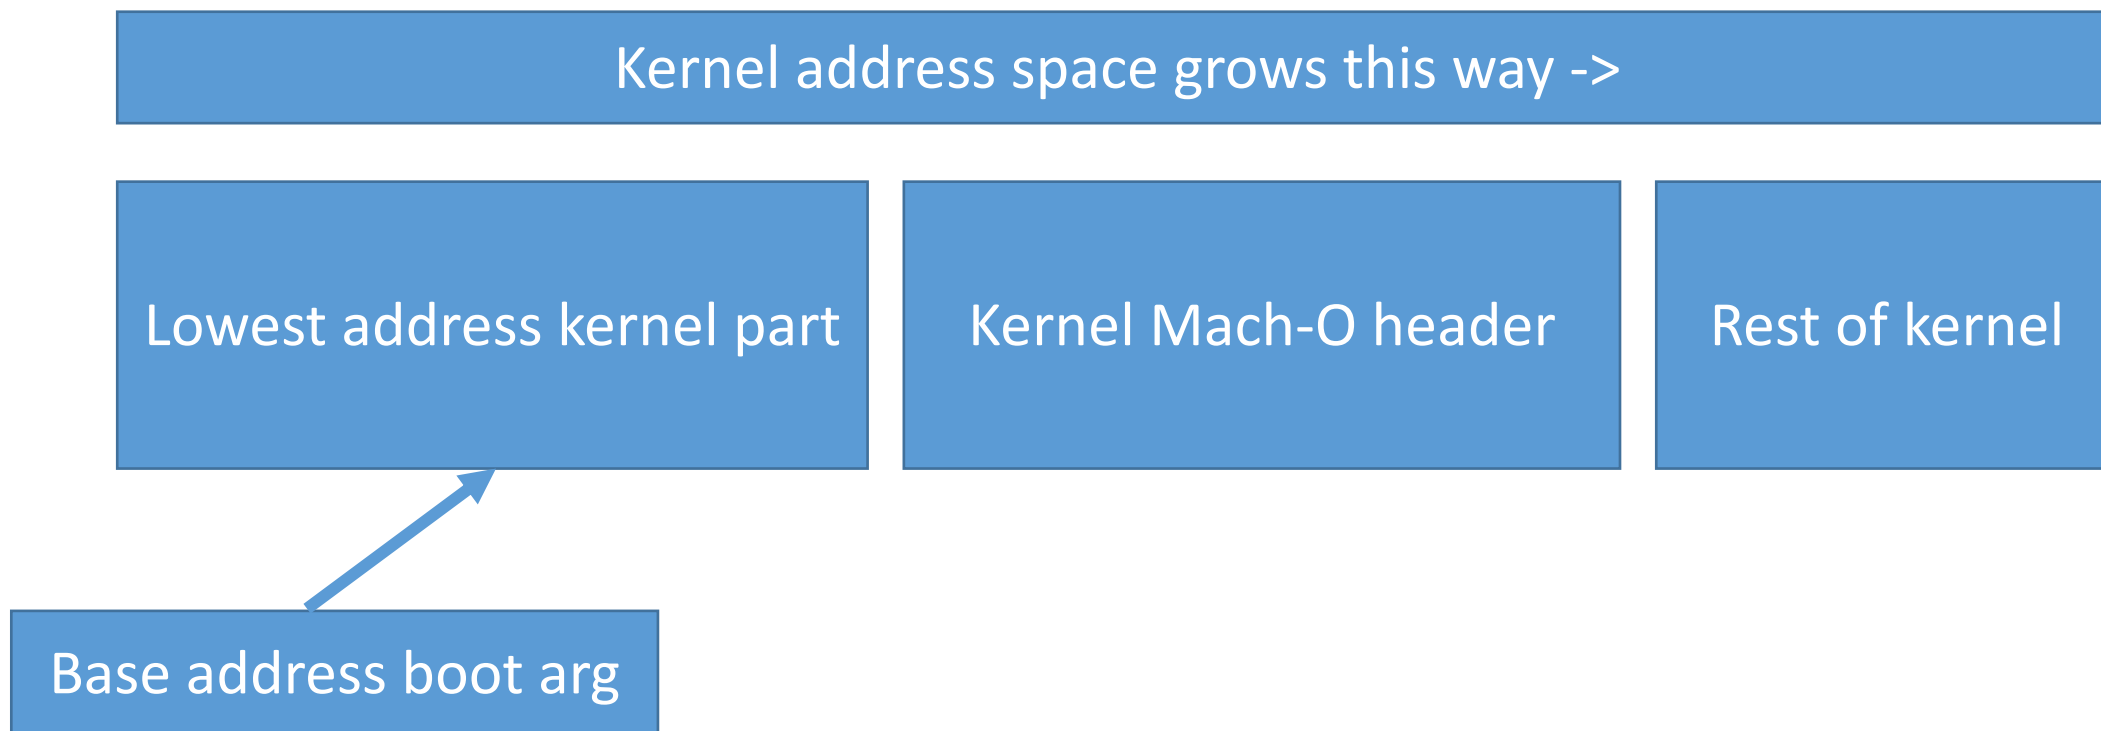 Kernel address space grows this way ->
Lowest address kernel part
Kernel Mach-O header
Rest of kernel
Base address boot arg